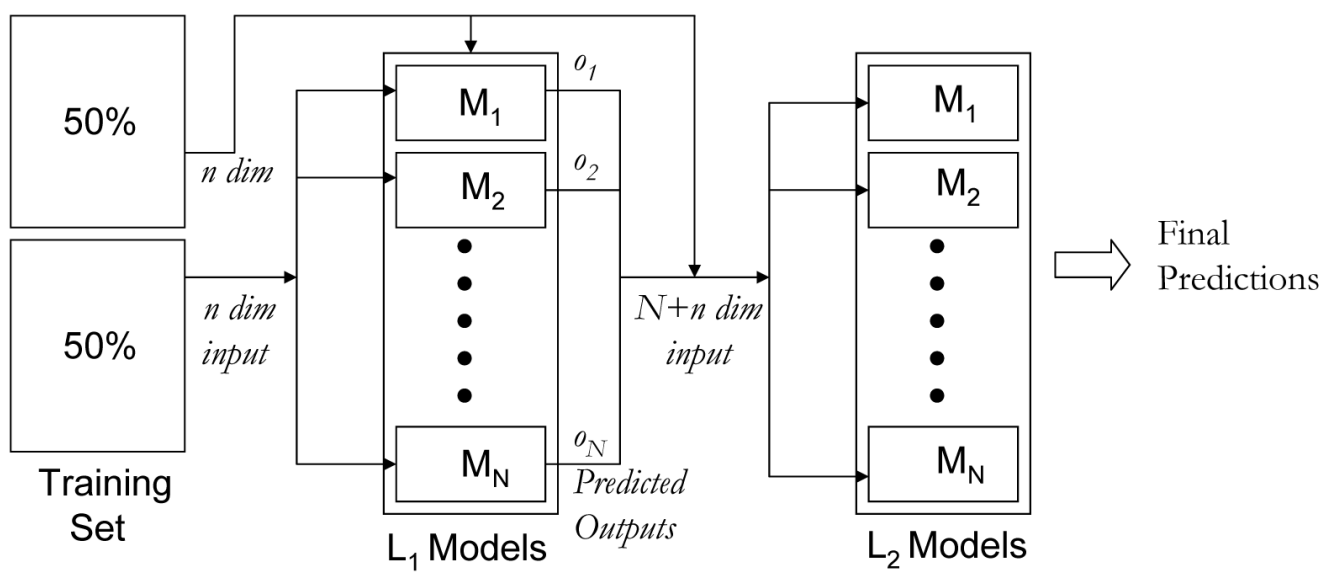 50%
n dim
50%
n dim
input
Training
Set
M1
M2
MN
L1 Models
o1
o2
oN
Predicted
Outputs
N+n dim
input
M1
M2
MN
L2 Models
Final
Predictions